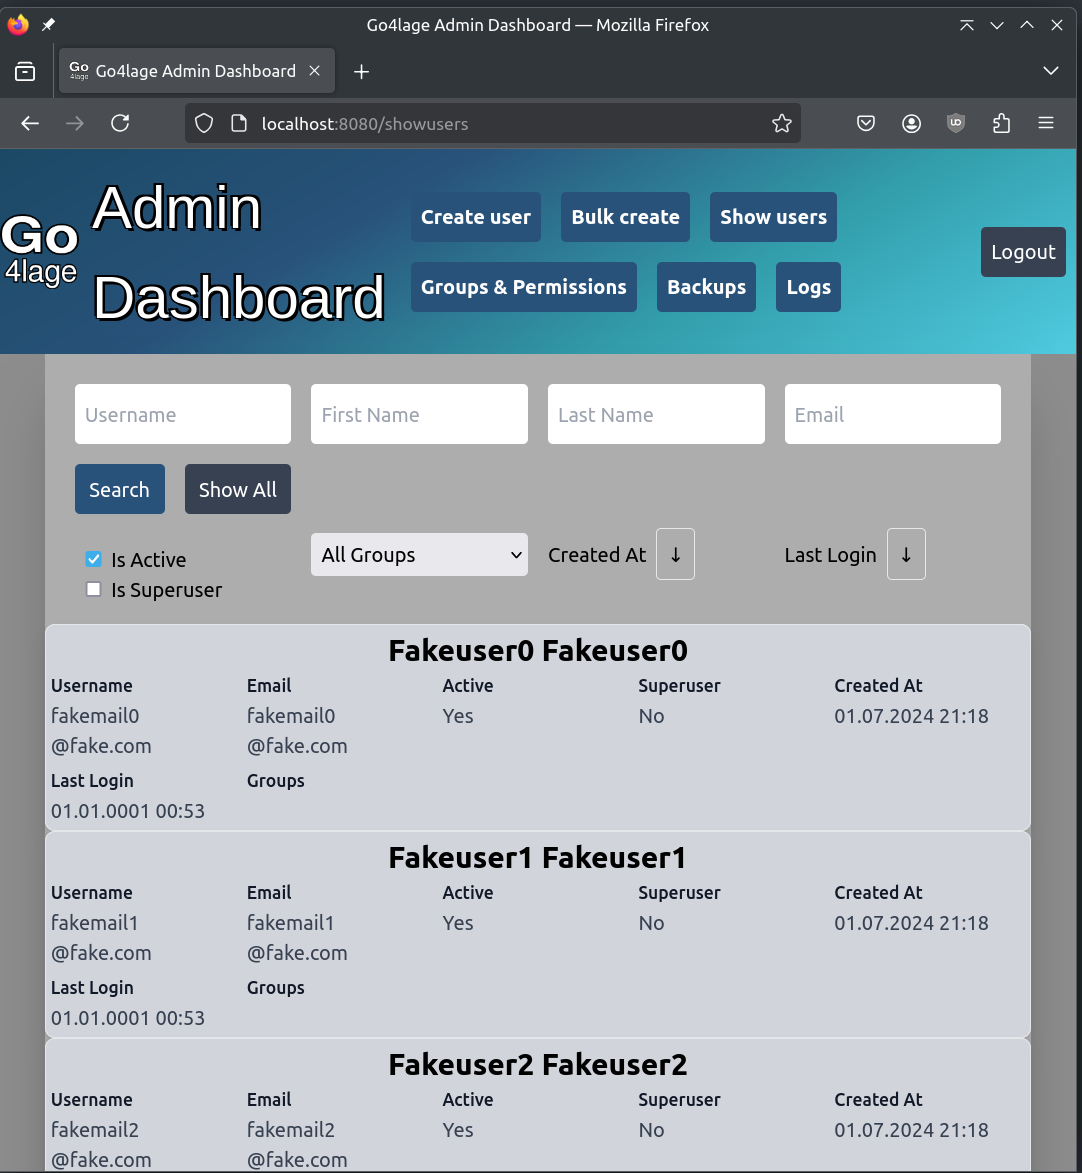 Go4lage Admin Dashboard — Mozilla Firefox
Go 4lage Go4lage Admin Dashboard
localhost:8080/showusers
Go
4lage
Admin
Dashboard
Create user Bulk create Show users
Groups & Permissions Backups Logs
Logout
Username First Name Last Name Email
Search Show All
Is Active All Groups Created At ↓ Last Login ↓
Is Superuser
Fakeuser0 Fakeuser0
Username Email Active Superuser Created At
fakemail0 fakemail0 Yes No 01.07.2024 21:18
@fake.com @fake.com
Last Login Groups
01.01.0001 00:53
Fakeuser1 Fakeuser1
Username Email Active Superuser Created At
fakemail1 fakemail1 Yes No 01.07.2024 21:18
@fake.com @fake.com
Last Login Groups
01.01.0001 00:53
Fakeuser2 Fakeuser2
Username Email Active Superuser Created At
fakemail2 fakemail2 Yes No 01.07.2024 21:18
@fake.com @fake.com